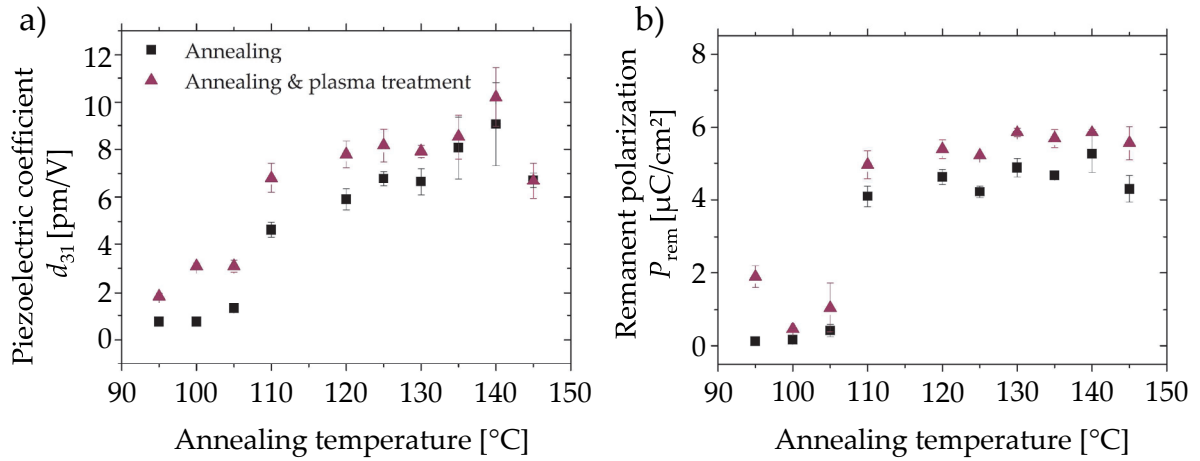 a)
Piezoelectric coefficient
d31 [pm/V]
12
10
8
6
4
2
0
Annealing
Annealing & plasma treatment
90 100 110 120 130 140 150
Annealing temperature [°C]
b)
Remanent polarization
Prem [µC/cm²]
8
6
4
2
0
90 100 110 120 130 140 150
Annealing temperature [°C]